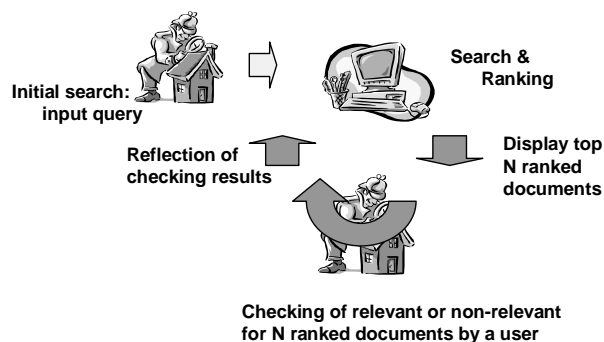 Initial search:
input query
Search &
Ranking
Display top
N ranked
documents
Reflection of
checking results
Checking of relevant or non-relevant
for N ranked documents by a user